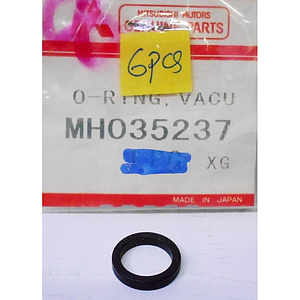 MITSUBISHI MOTORS
GENUINE PARTS
6pcs
O-RING, VACU
MH035237
XG
MADE IN JAPAN